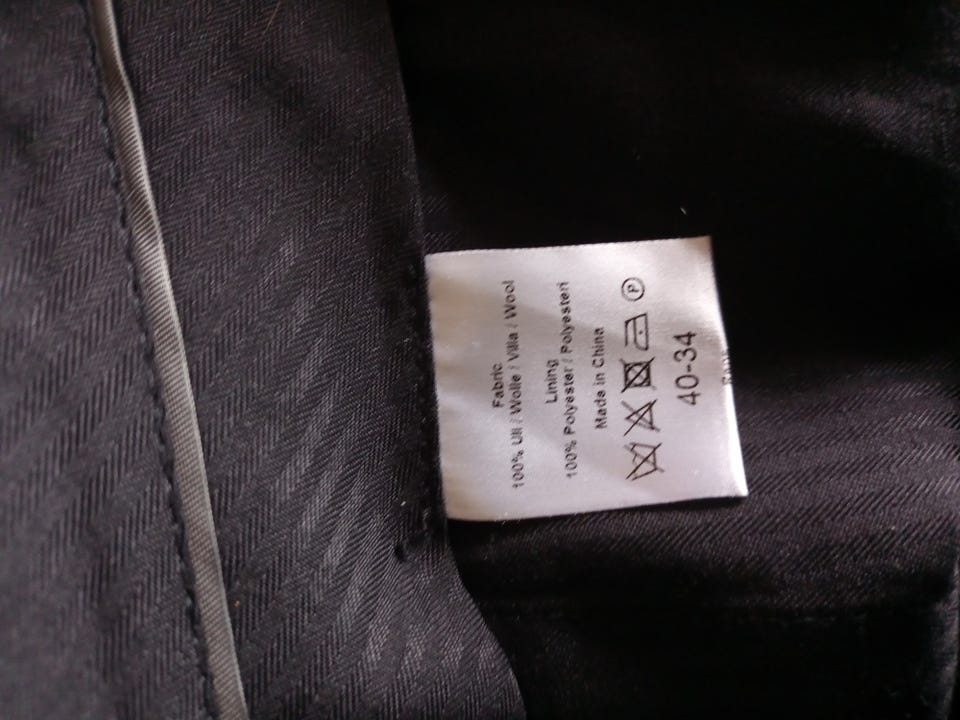 Fabric
100% Ull / Wolle / Villa / Wool
Lining
100% Polyester / Polyesteri
Made in China
P
40-34